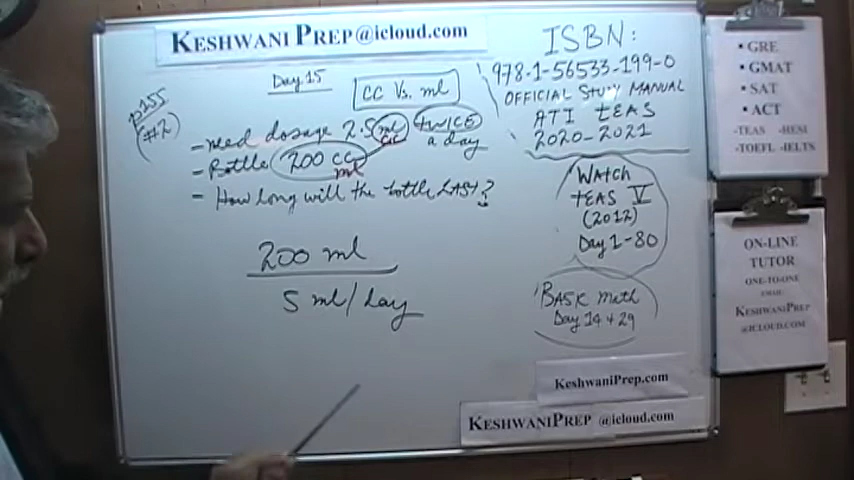 KESHWANIPREP@icloud.com
Day 15
CC Vs. ml
p155
(#2)
- med dosage 2.5 ml twice
cc
a day
- Bottle 200 CC
ml
- How long will the bottle LAST?
200 ml
5 ml/day
ISBN:
978-1-56533-199-0
OFFICIAL Study MANUAL
ATI tEAS
2020-2021
WATCH
tEAS V
(2012)
Day 1-80
BASIC Math
Day 14 + 29
KESHWANIPREP.COM
KESHWANIPREP @icloud.com
• GRE
• GMAT
• SAT
• ACT
-TEAS -HESI
-TOEFL -IELTS
ON-LINE
TUTOR
ONE-TO-ONE
EMAIL
KESHWANIPREP
@ICLOUD.COM